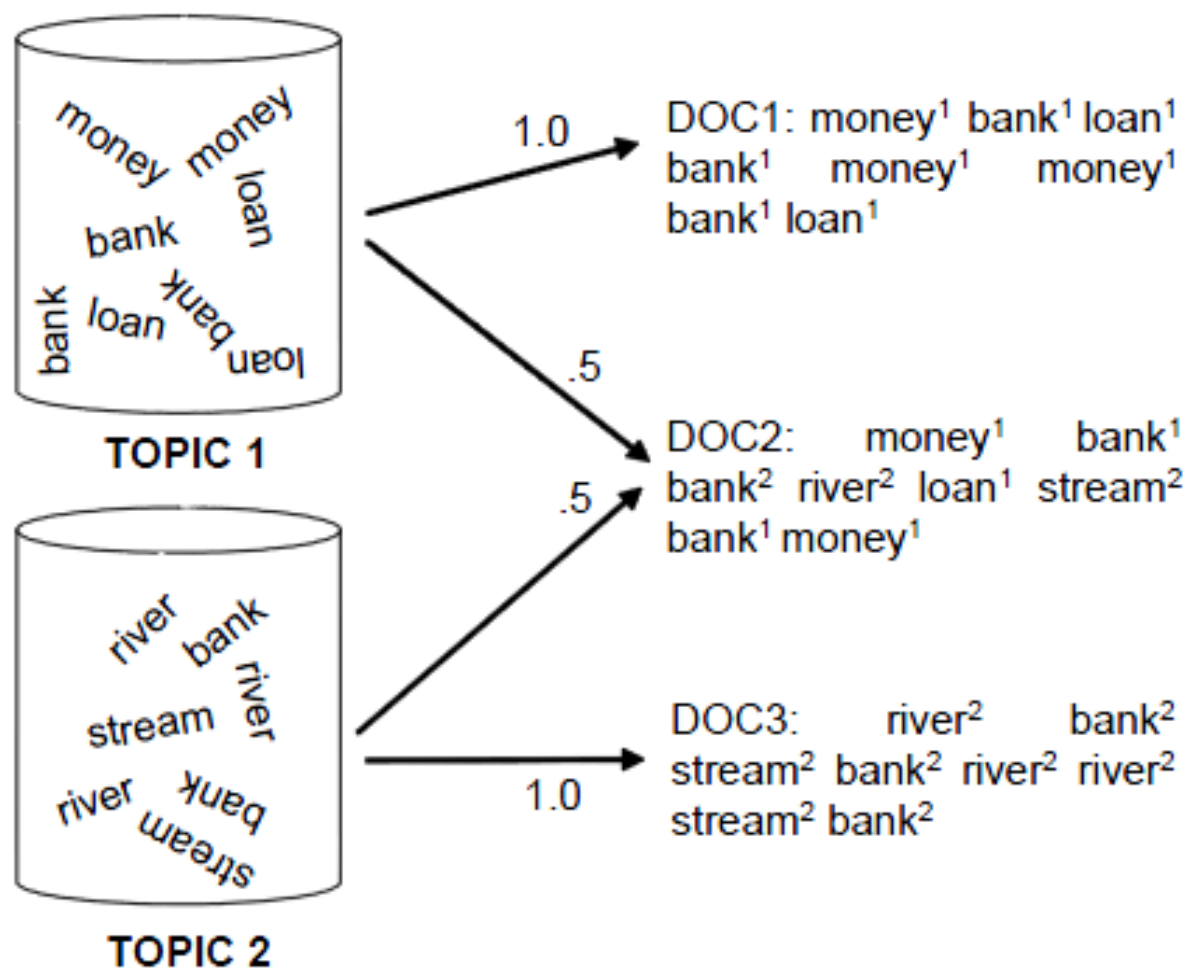 money money
loan
bank
bank
bank loan
loan
TOPIC 1
1.0
.5
.5
1.0
river bank
river
stream
river bank
stream
TOPIC 2
DOC1: money¹ bank¹ loan¹
bank¹ money¹ money¹
bank¹ loan¹
DOC2: money¹ bank¹
bank² river² loan¹ stream²
bank¹ money¹
DOC3: river² bank²
stream² bank² river² river²
stream² bank²